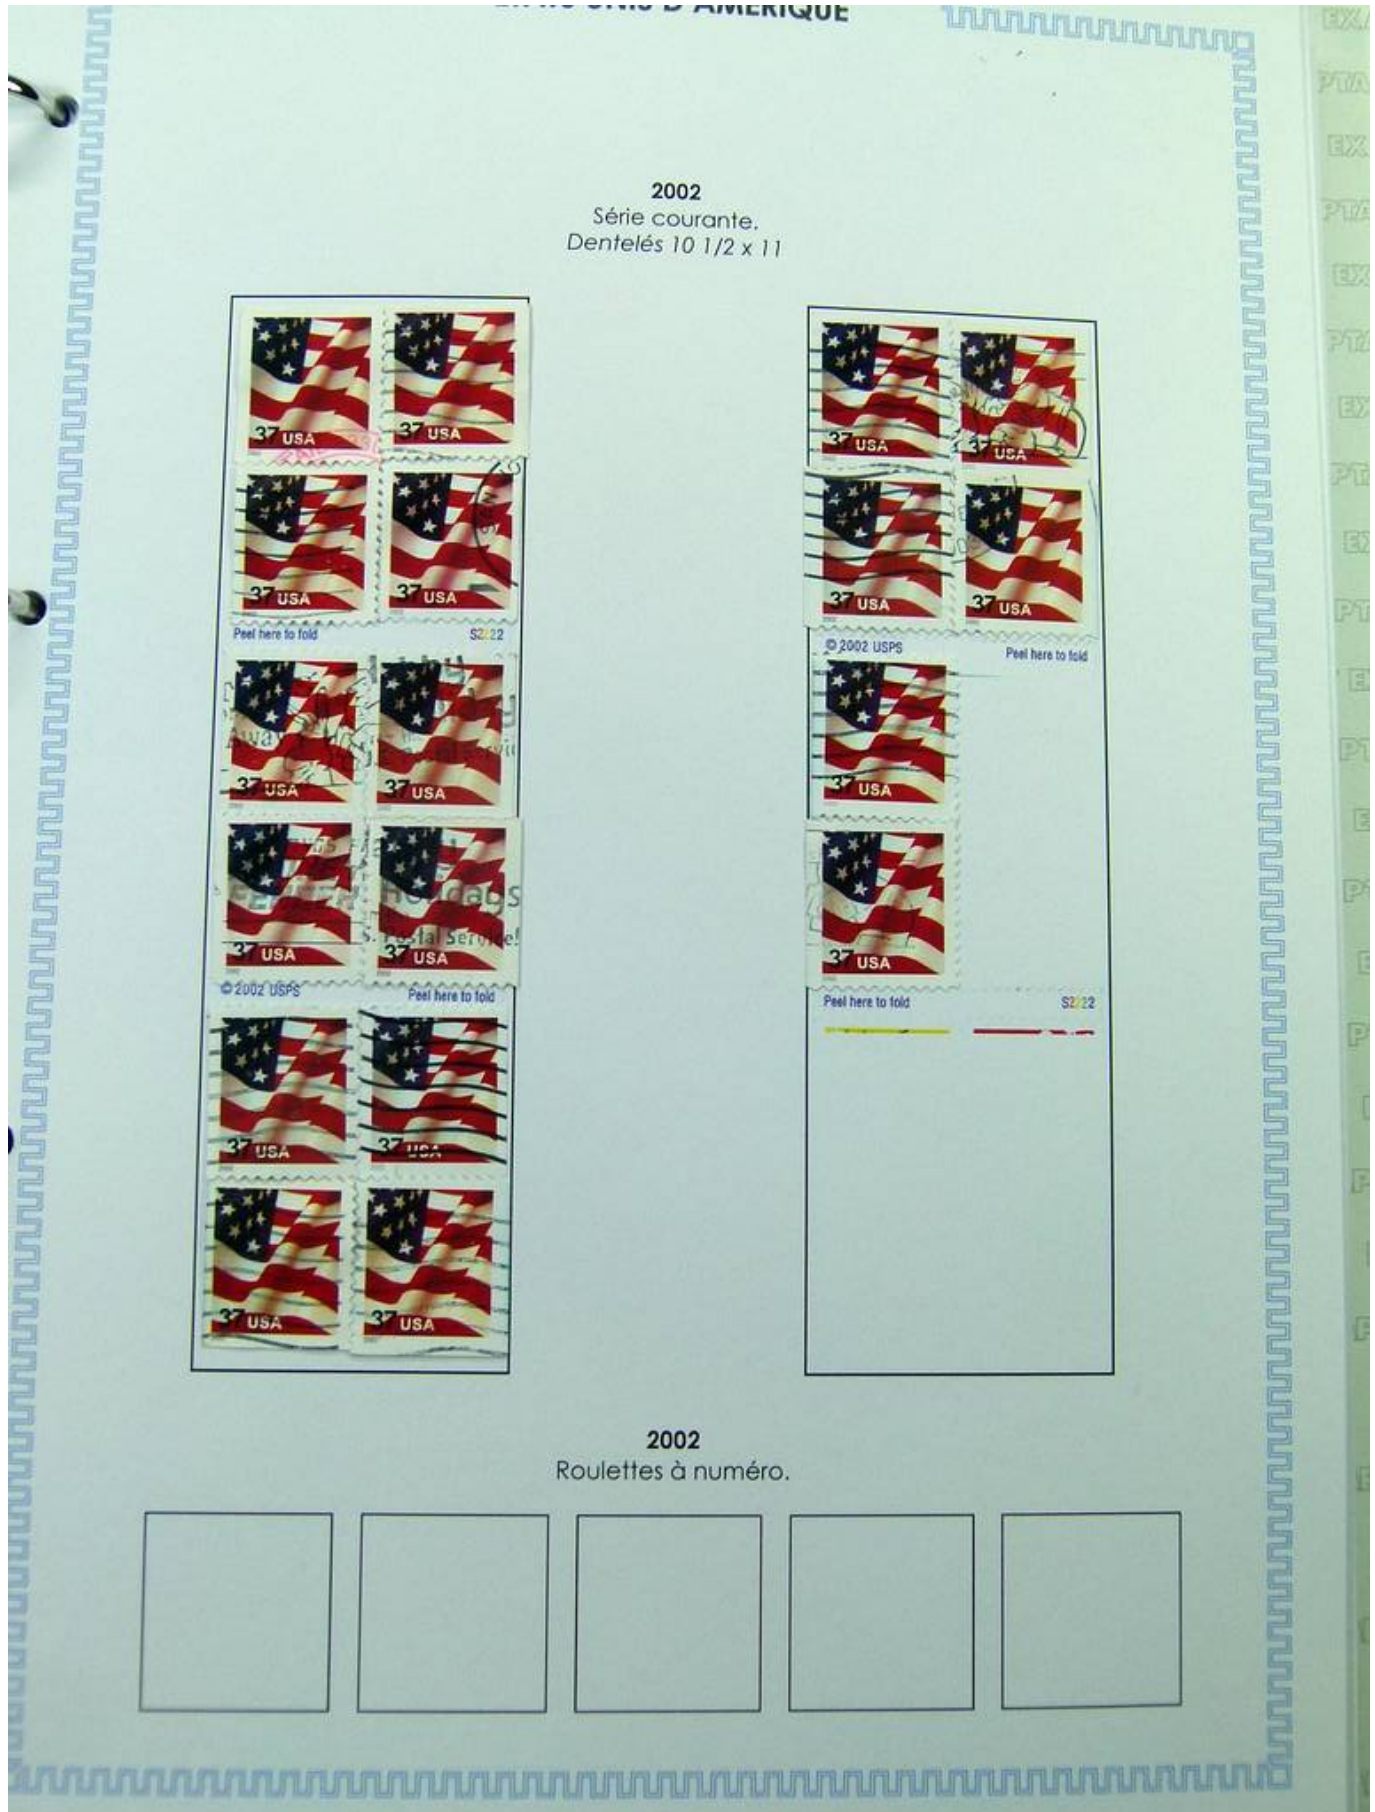 D'AMÉRIQUE
2002
Série courante.
Dentelés 10 1/2 x 11
37 USA
37 USA
37 USA
37 USA
Peel here to fold
S2222
37 USA
37 USA
Away
37 USA
37 USA
Holidays
Postal Service!
© 2002 USPS
Peel here to fold
37 USA
37 USA
37 USA
37 USA
37 USA
37 USA
37 USA
37 USA
© 2002 USPS
Peel here to fold
37 USA
37 USA
Peel here to fold
S2222
2002
Roulettes à numéro.